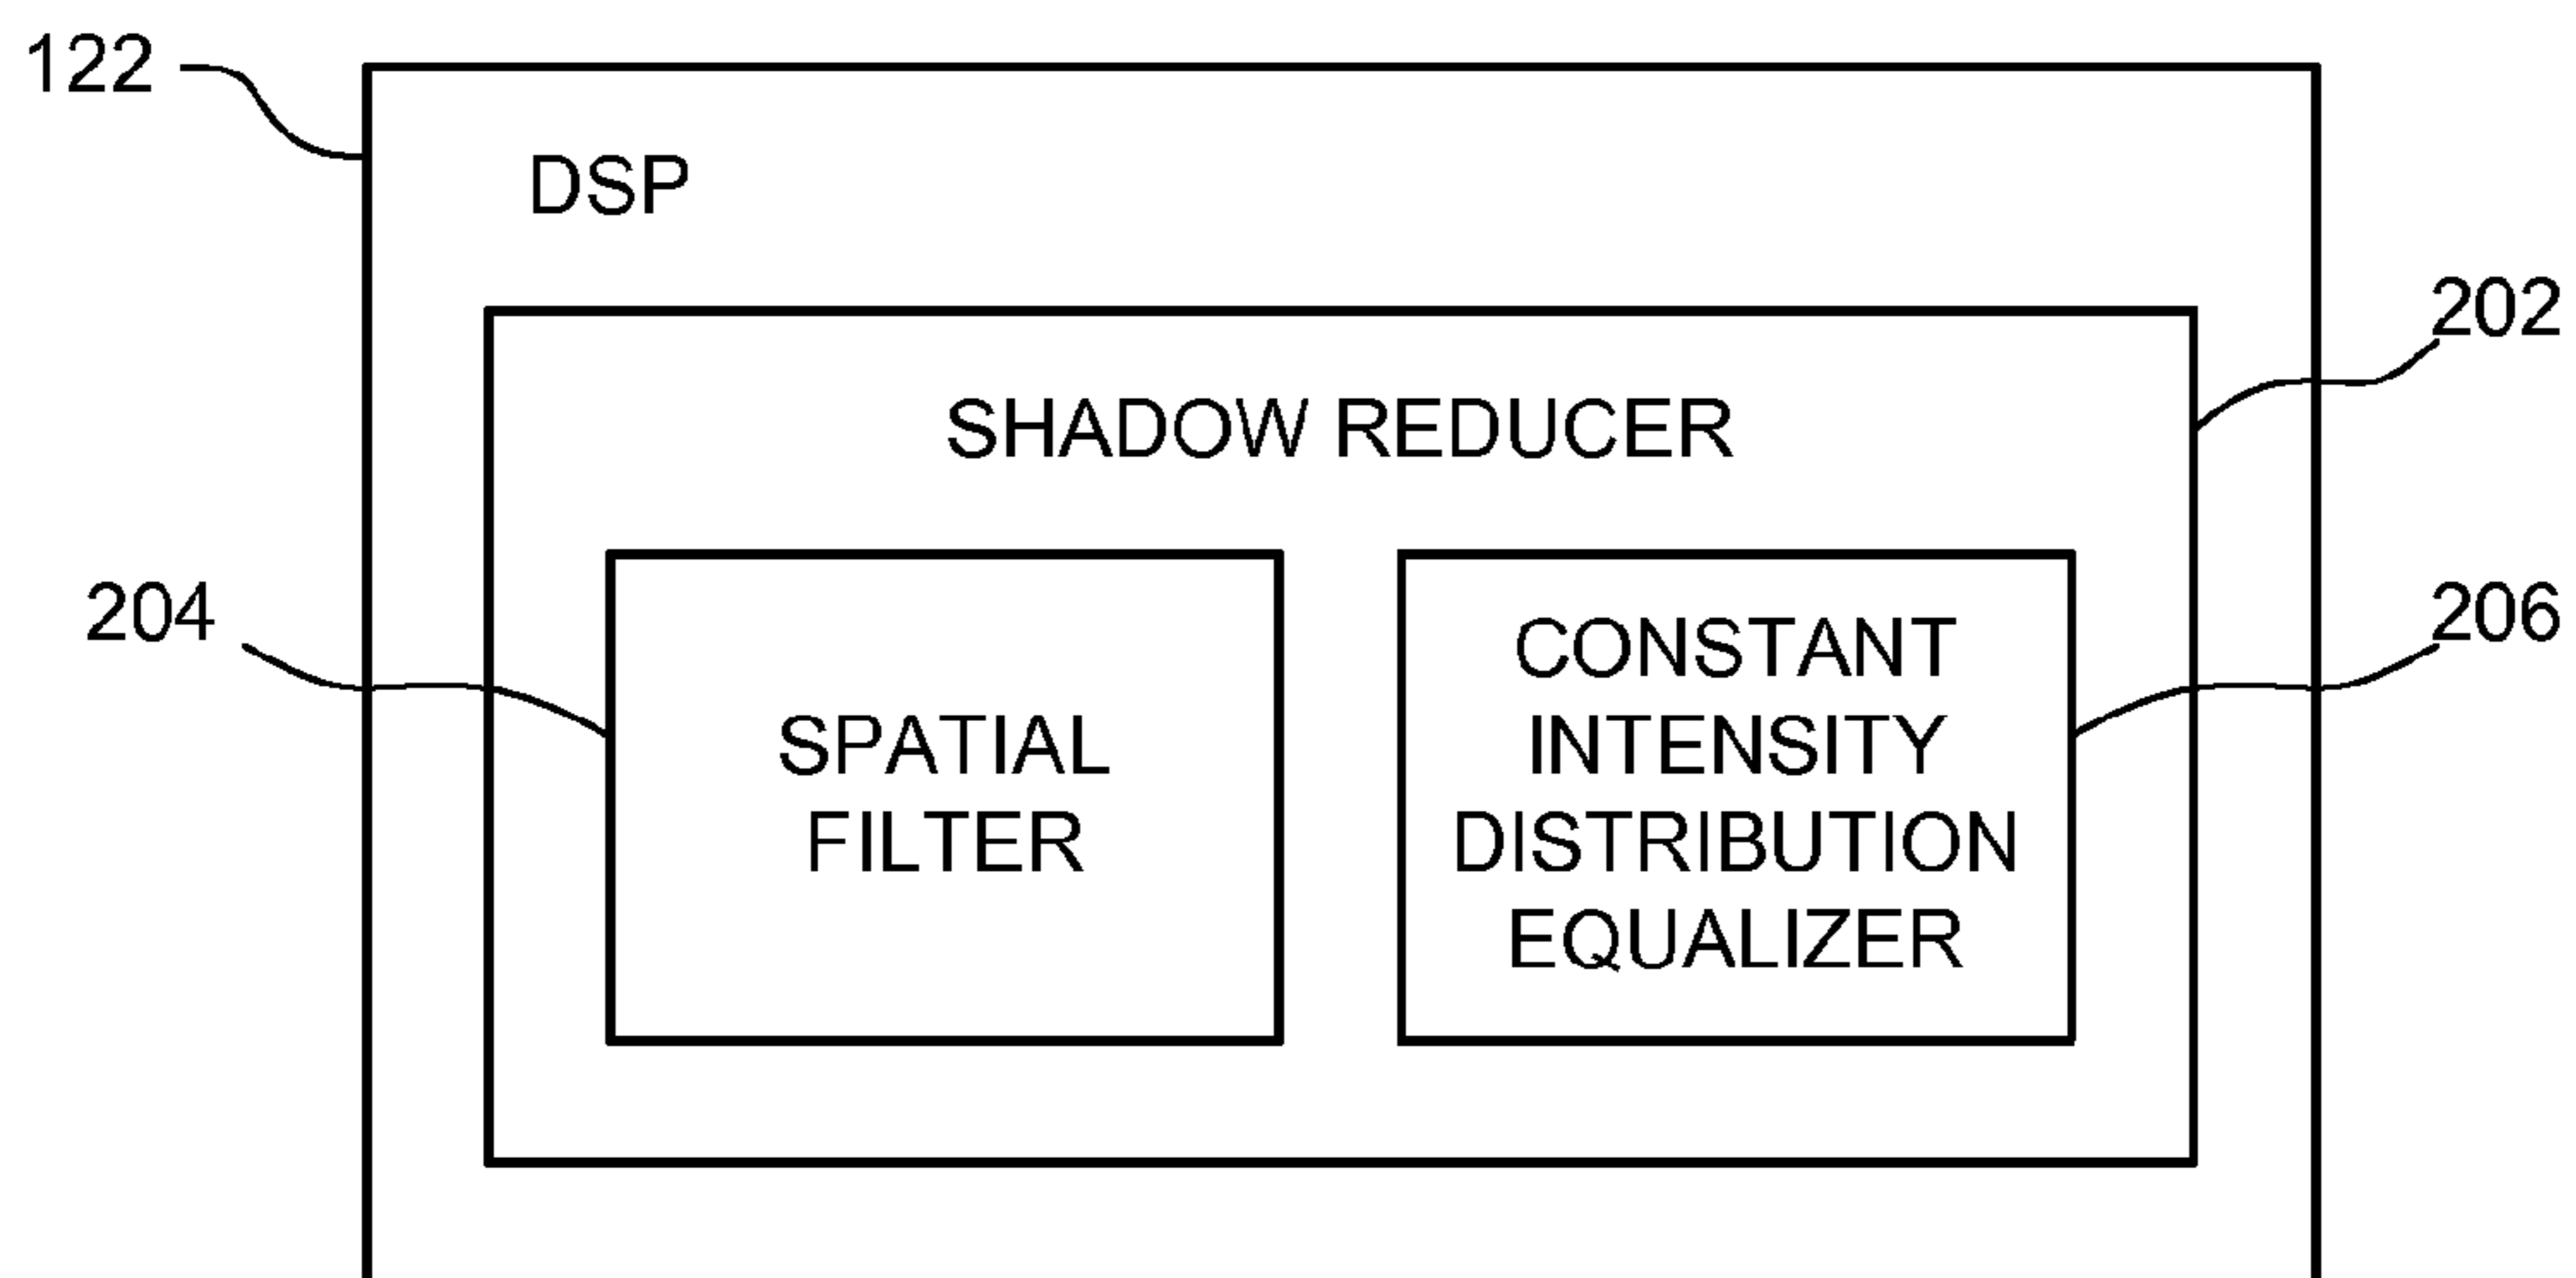 122
DSP
202
SHADOW REDUCER
204
206
SPATIAL
FILTER
CONSTANT
INTENSITY
DISTRIBUTION
EQUALIZER